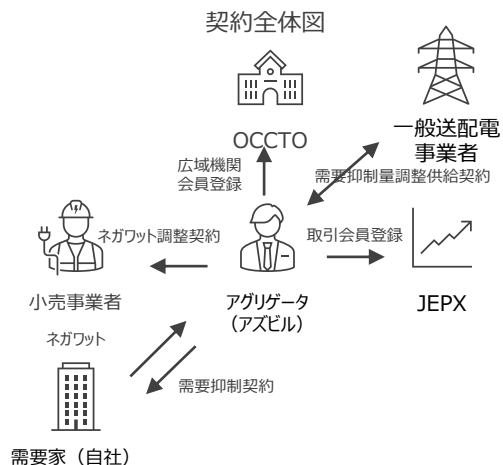 契約全体図
OCCTO
一般送配電
事業者
広域機関
会員登録
需要抑制量調整供給契約
ネガワット調整契約
取引会員登録
小売事業者
アグリゲータ
（アズビル）
JEPX
ネガワット
需要抑制契約
需要家（自社）